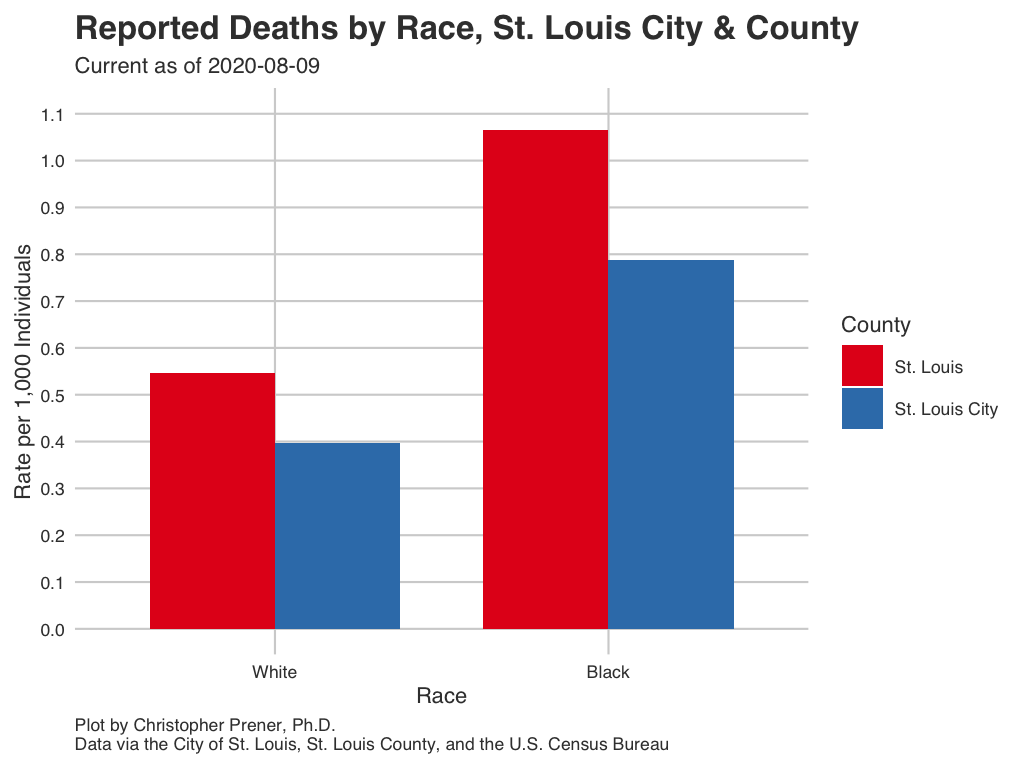 Reported Deaths by Race, St. Louis City & County
Current as of 2020-08-09
Rate per 1,000 Individuals
1.1
1.0
0.9
0.8
0.7
0.6
0.5
0.4
0.3
0.2
0.1
0.0
White
Black
Race
County
St. Louis
St. Louis City
Plot by Christopher Prener, Ph.D.
Data via the City of St. Louis, St. Louis County, and the U.S. Census Bureau